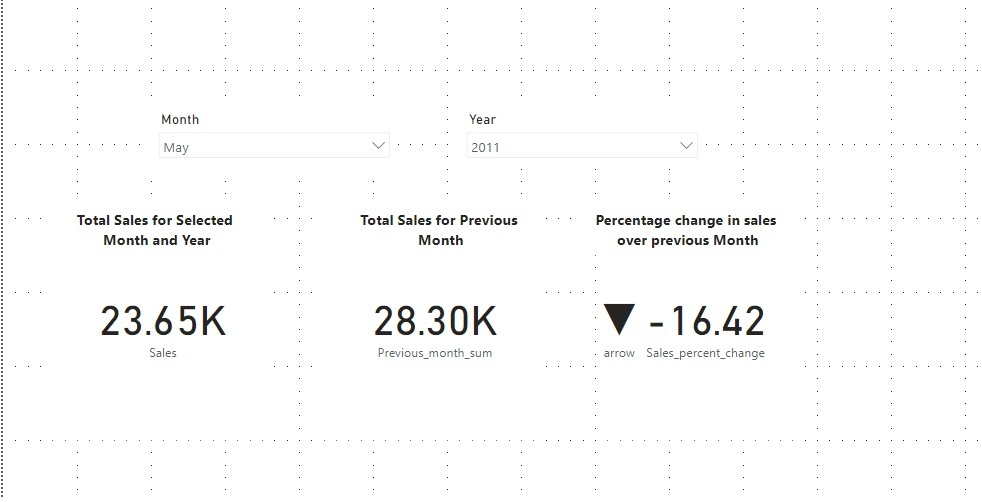 Month
Year
May
2011
Total Sales for Selected
Month and Year
Total Sales for Previous
Month
Percentage change in sales
over previous Month
23.65K
Sales
28.30K
Previous_month_sum
▼ -16.42
arrow Sales_percent_change